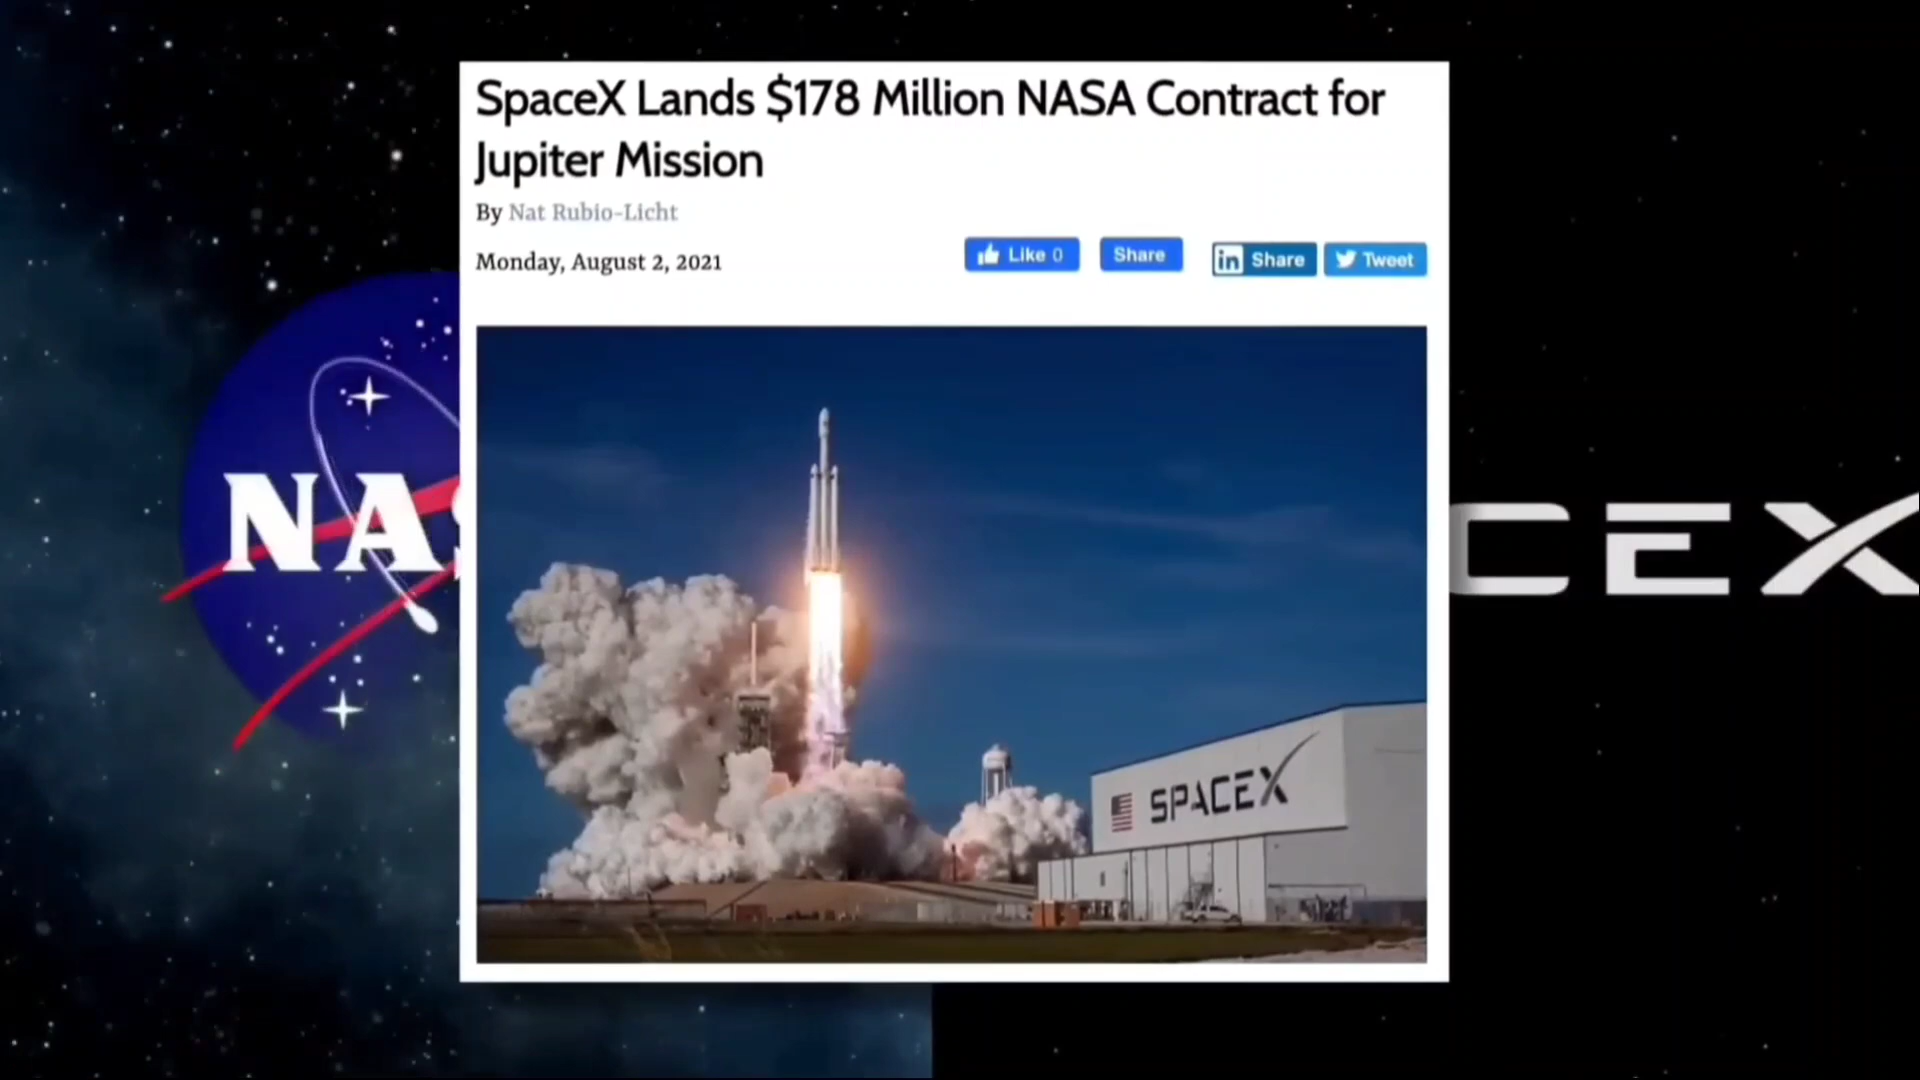 SpaceX Lands $178 Million NASA Contract for
Jupiter Mission
By Nat Rubio-Licht
Monday, August 2, 2021
Like 0
Share
in Share
Tweet
NAS
CEX
SPACEX